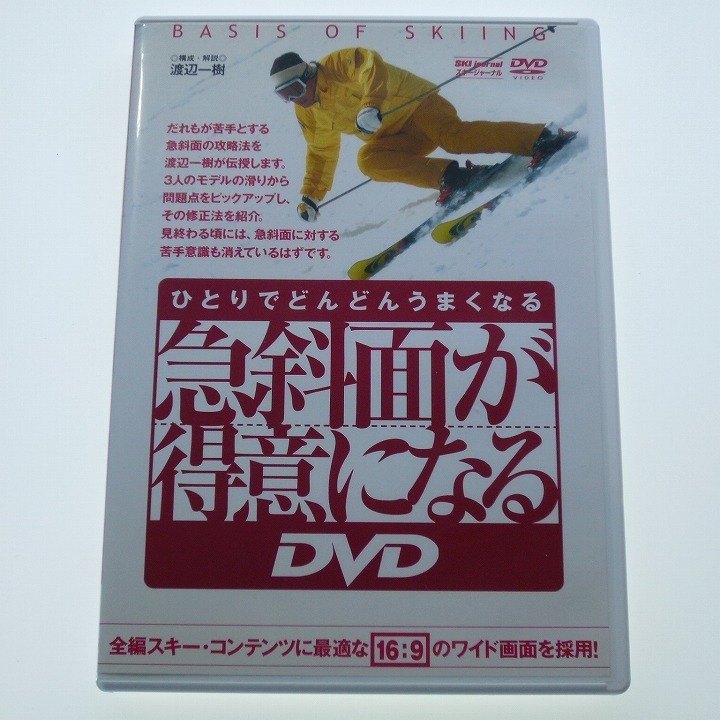 BASIS OF SKIING
◎構成・解説◎
渡辺一樹
SKI journal
スキージャーナル
DVD
VIDEO
だれもが苦手とする
急斜面の攻略法を
渡辺一樹が伝授します。
3人のモデルの滑りから
問題点をピックアップし、
その修正法を紹介。
見終わる頃には、急斜面に対する
苦手意識も消えているはずです。
ひとりでどんどんうまくなる
急斜面が
得意になる
DVD
全編スキー・コンテンツに最適な16:9のワイド画面を採用!